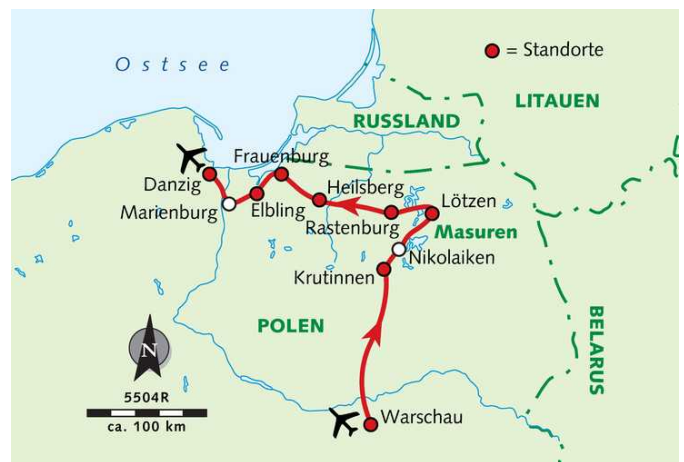 = Standorte
Ostsee
LITAUEN
RUSSLAND
Frauenburg
Danzig
Heilsberg
Lötzen
Marienburg
Elbling
Rastenburg
Masuren
Nikolaiken
Krutinnen
POLEN
BELARUS
N
5504R
ca. 100 km
Warschau